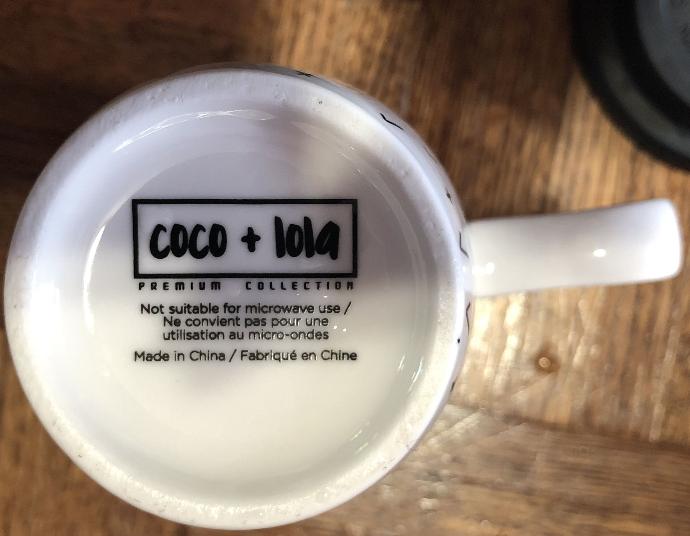 coco + lola
PREMIUM COLLECTION
Not suitable for microwave use /
Ne convient pas pour une
utilisation au micro-ondes
Made in China / Fabriqué en Chine